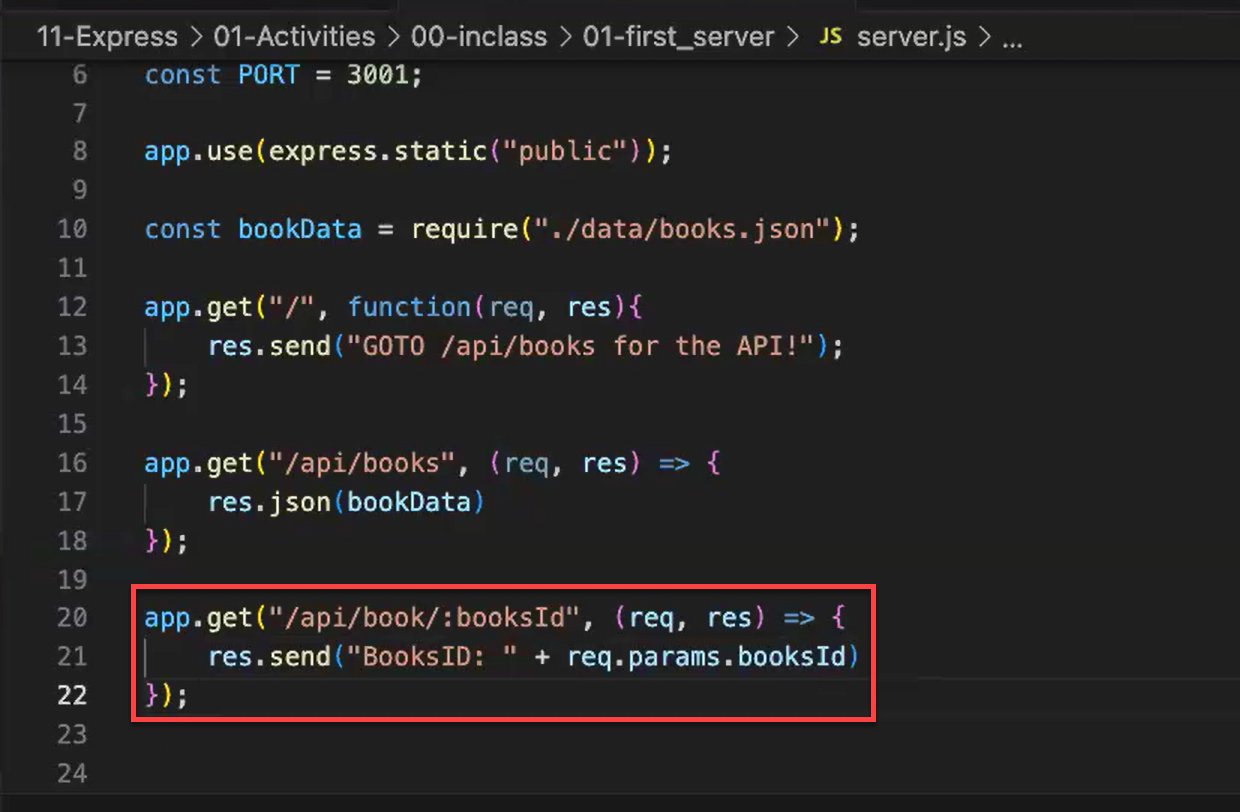 11-Express > 01-Activities > 00-inclass > 01-first_server > JS server.js > ...
6 const PORT = 3001;
7
8 app.use(express.static("public"));
9
10 const bookData = require("./data/books.json");
11
12 app.get("/", function(req, res){
13 res.send("GOTO /api/books for the API!");
14 });
15
16 app.get("/api/books", (req, res) => {
17 res.json(bookData)
18 });
19
20 app.get("/api/book/:booksId", (req, res) => {
21 res.send("BooksID: " + req.params.booksId)
22 });
23
24